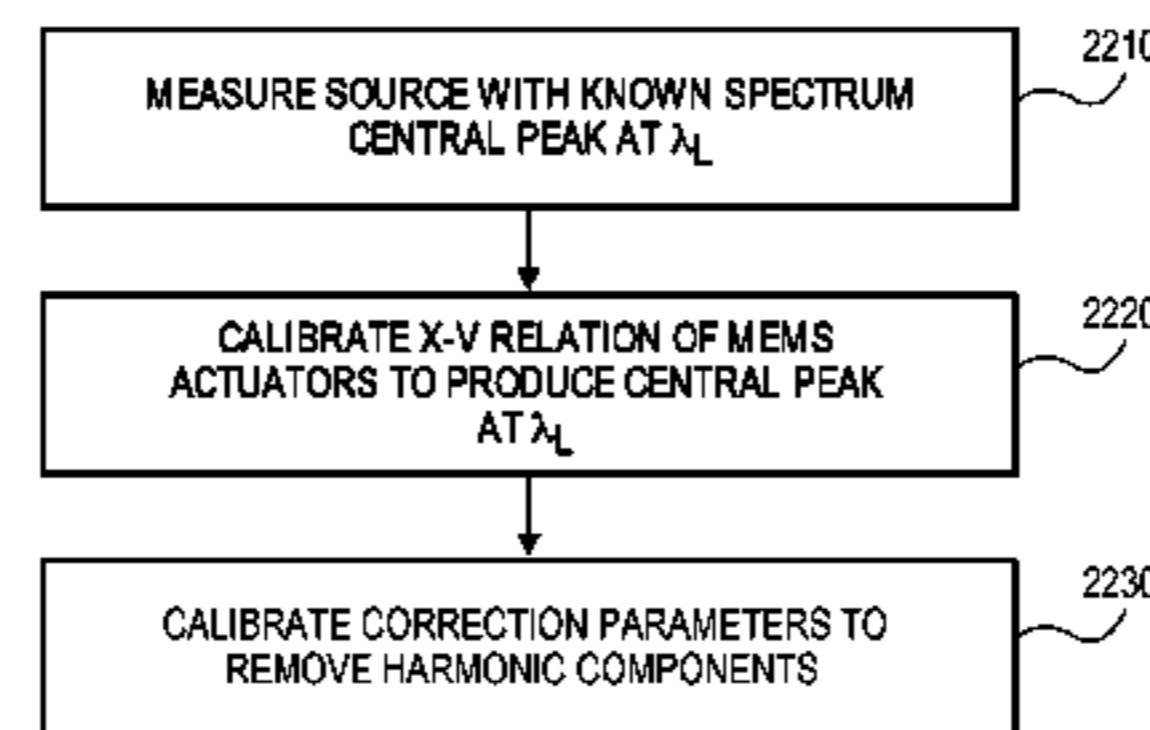 2210
MEASURE SOURCE WITH KNOWN SPECTRUM
CENTRAL PEAK AT λL
2220
CALIBRATE X-V RELATION OF MEMS
ACTUATORS TO PRODUCE CENTRAL PEAK
AT λL
2230
CALIBRATE CORRECTION PARAMETERS TO
REMOVE HARMONIC COMPONENTS